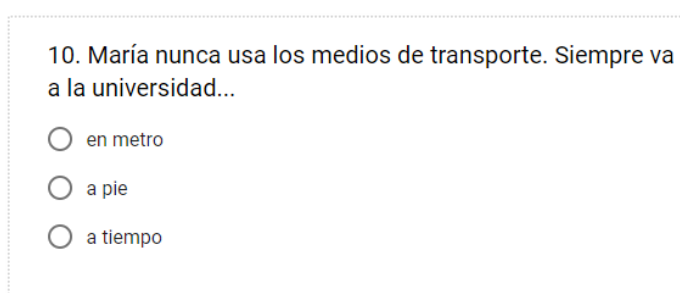 10. María nunca usa los medios de transporte. Siempre va
a la universidad...
en metro
a pie
a tiempo